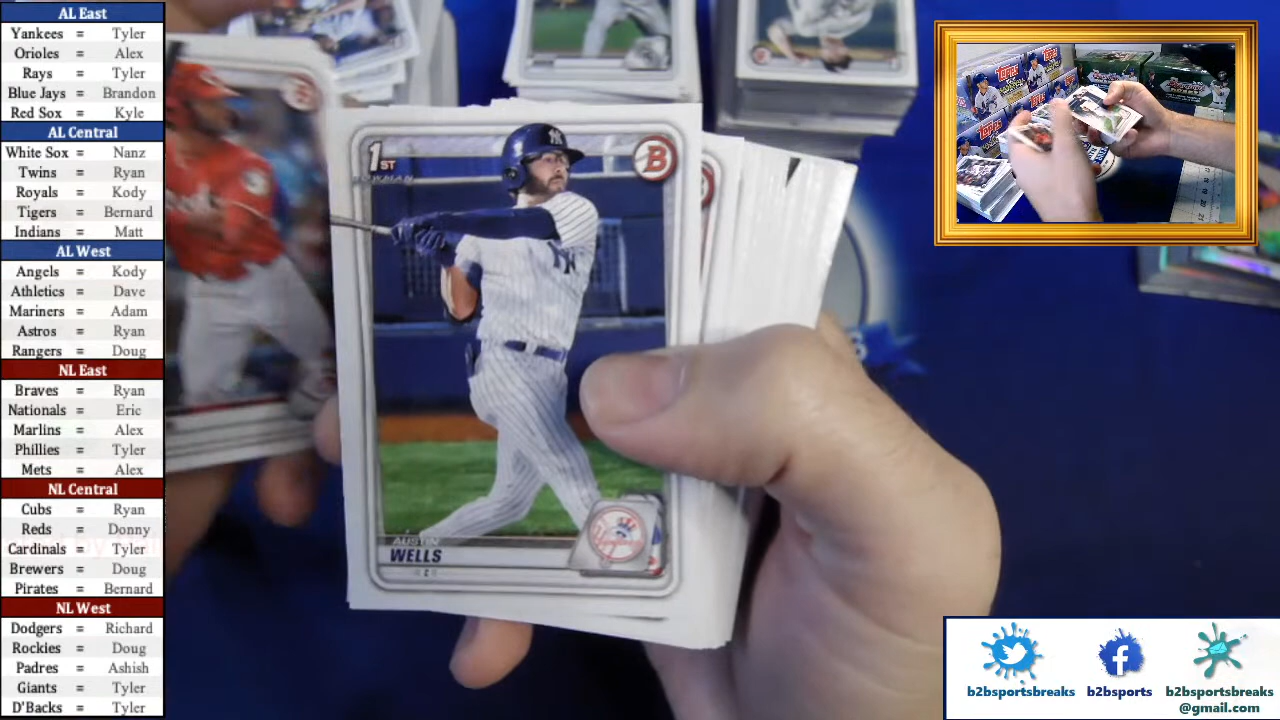 AL East
Yankees = Tyler
Orioles = Alex
Rays = Tyler
Blue Jays = Brandon
Red Sox = Kyle
AL Central
White Sox = Nanz
Twins = Ryan
Royals = Kody
Tigers = Bernard
Indians = Matt
AL West
Angels = Kody
Athletics = Dave
Mariners = Adam
Astros = Ryan
Rangers = Doug
NL East
Braves = Ryan
Nationals = Eric
Marlins = Alex
Phillies = Tyler
Mets = Alex
NL Central
Cubs = Ryan
Reds = Donny
Cardinals = Tyler
Brewers = Doug
Pirates = Bernard
NL West
Dodgers = Richard
Rockies = Doug
Padres = Ashish
Giants = Tyler
D'Backs = Tyler
1ST
BOWMAN
B
NY
AUSTIN
WELLS
C
Topps
Topps
b2bsportsbreaks
b2bsports
b2bsportsbreaks
@gmail.com